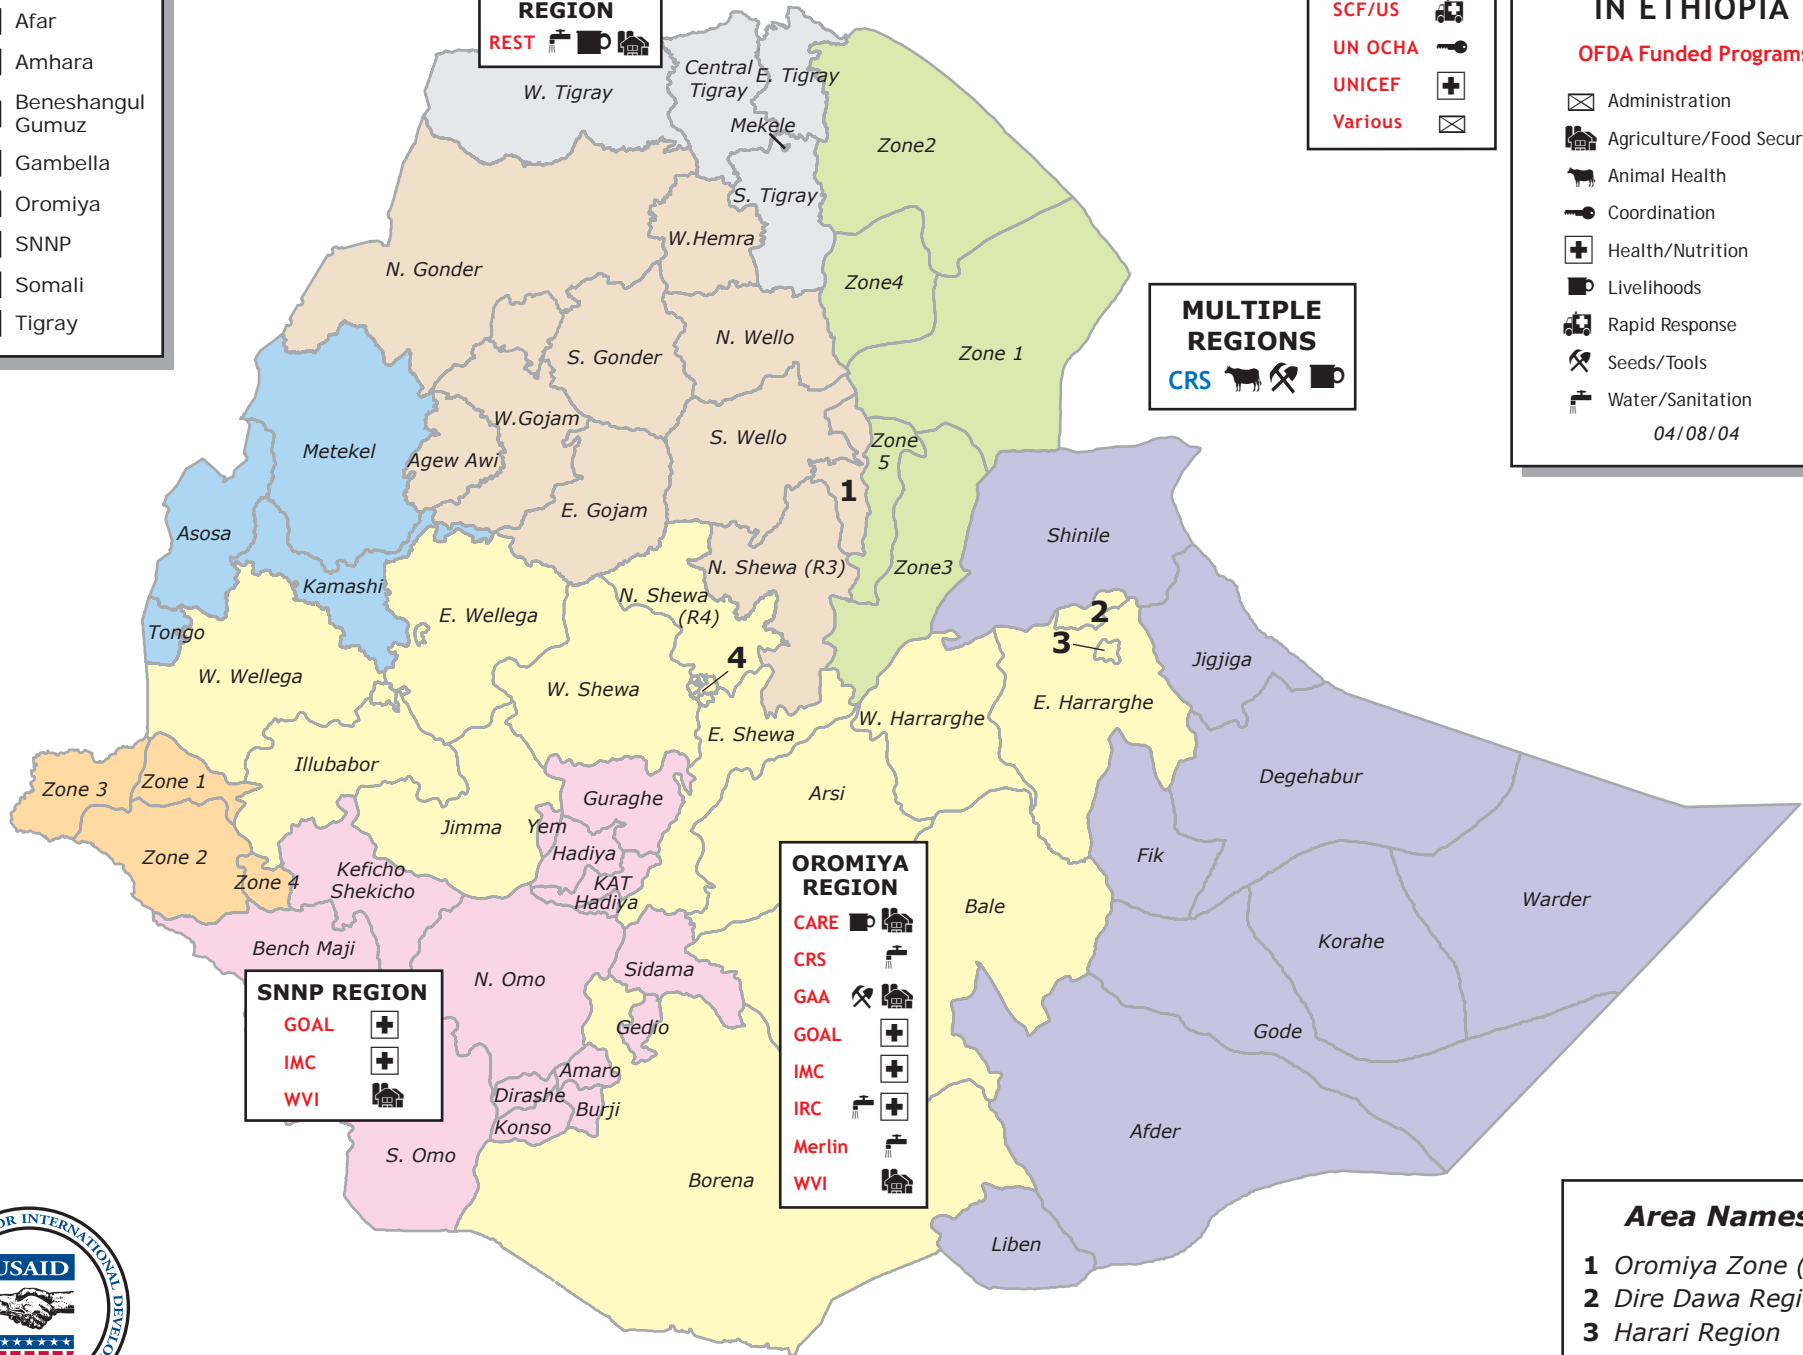 Afar
Amhara
Beneshangul
Gumuz
Gambella
Oromiya
SNNP
Somali
Tigray
REGION
REST
SCF/US
UN OCHA
UNICEF
Various
IN ETHIOPIA
OFDA Funded Programs
Administration
Agriculture/Food Secur
Animal Health
Coordination
Health/Nutrition
Livelihoods
Rapid Response
Seeds/Tools
Water/Sanitation
04/08/04
MULTIPLE
REGIONS
CRS
W. Tigray
Central
Tigray
E. Tigray
Mekele
S. Tigray
Zone2
W.Hemra
N. Gonder
Zone4
N. Wello
S. Gonder
Zone 1
W.Gojam
S. Wello
Zone
5
Metekel
Agew Awi
1
E. Gojam
Asosa
Shinile
N. Shewa (R3)
Zone3
Kamashi
N. Shewa
(R4)
E. Wellega
2
Tongo
3
4
Jigjiga
W. Wellega
W. Shewa
E. Harrarghe
W. Harrarghe
E. Shewa
Illubabor
Degehabur
Zone 3
Zone 1
Guraghe
Arsi
Jimma
Yem
Hadiya
Zone 2
Fik
Keficho
Shekicho
Zone 4
KAT
Hadiya
Warder
Bale
Korahe
Bench Maji
N. Omo
Sidama
Gedio
Gode
Amaro
Dirashe
Burji
Konso
Afder
S. Omo
Borena
Liben
OROMIYA
REGION
CARE
CRS
GAA
GOAL
IMC
IRC
Merlin
WVI
SNNP REGION
GOAL
IMC
WVI
OR INTERNATIONAL DEVELO
USAID
Area Names
1 Oromiya Zone (
2 Dire Dawa Regi
3 Harari Region